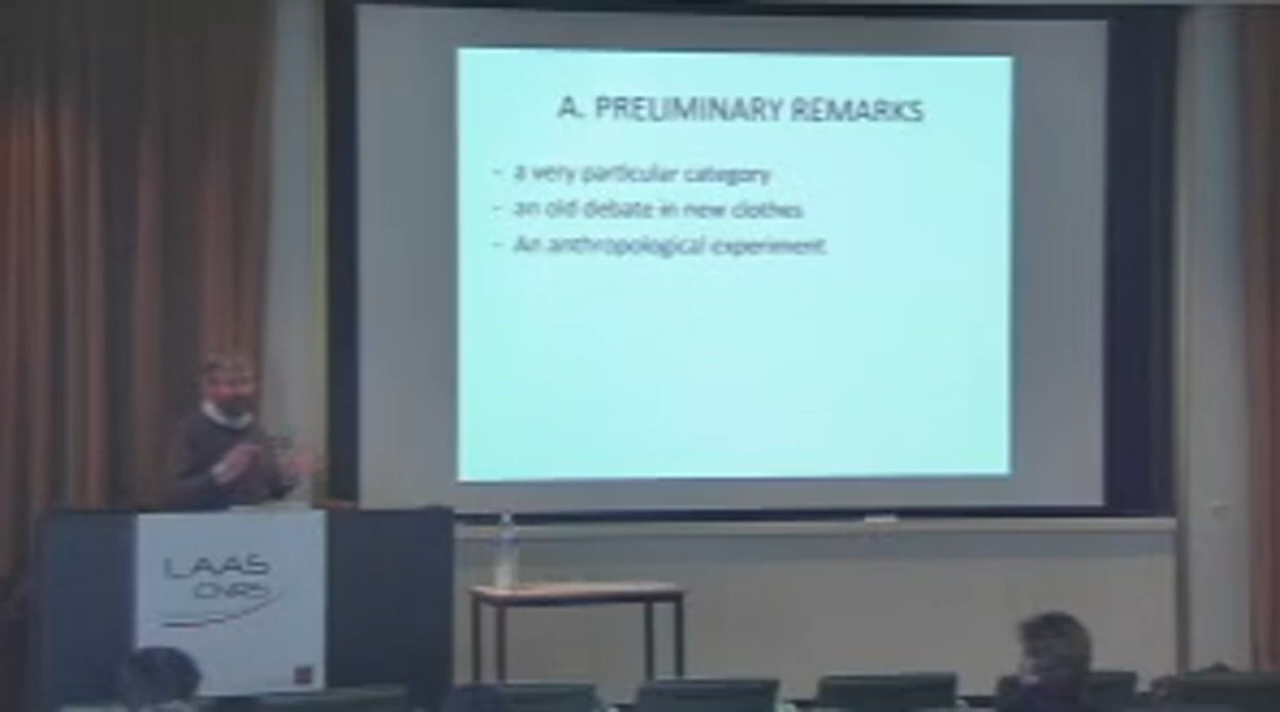 A. PRELIMINARY REMARKS
- a very particular category
- an old debate in new clothes
- An anthropological experiment
LAAS
CNRS